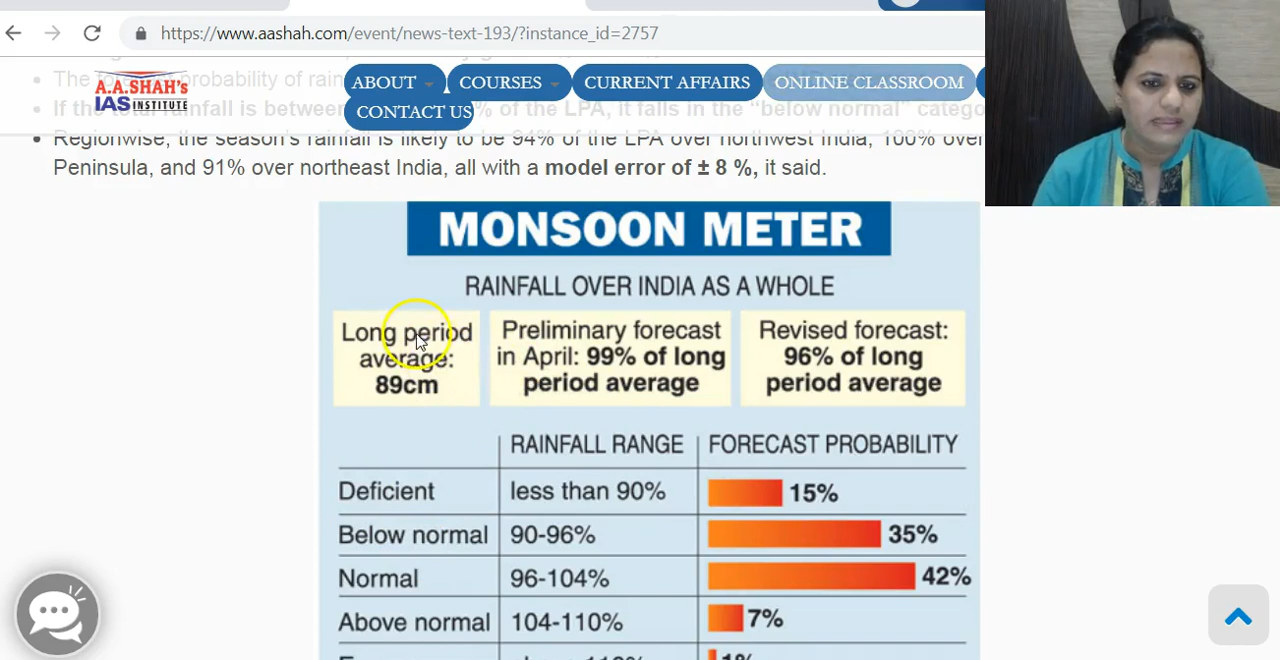 https://www.aashah.com/event/news-text-193/?instance_id=2757
A.A.SHAH'S
IAS INSTITUTE
ABOUT
COURSES
CURRENT AFFAIRS
ONLINE CLASSROOM
CONTACT US
The probability of rain
If the total rainfall is between % of the LPA, it falls in the "below normal"
Regionwise, the season's rainfall is likely to be 94% of the LPA over northwest India, 100% over
Peninsula, and 91% over northeast India, all with a model error of ± 8 %, it said.
MONSOON METER
RAINFALL OVER INDIA AS A WHOLE
Long period
average:
89cm
Preliminary forecast
in April: 99% of long
period average
Revised forecast:
96% of long
period average
RAINFALL RANGE FORECAST PROBABILITY
Deficient less than 90% 15%
Below normal 90-96% 35%
Normal 96-104% 42%
Above normal 104-110% 7%
1%